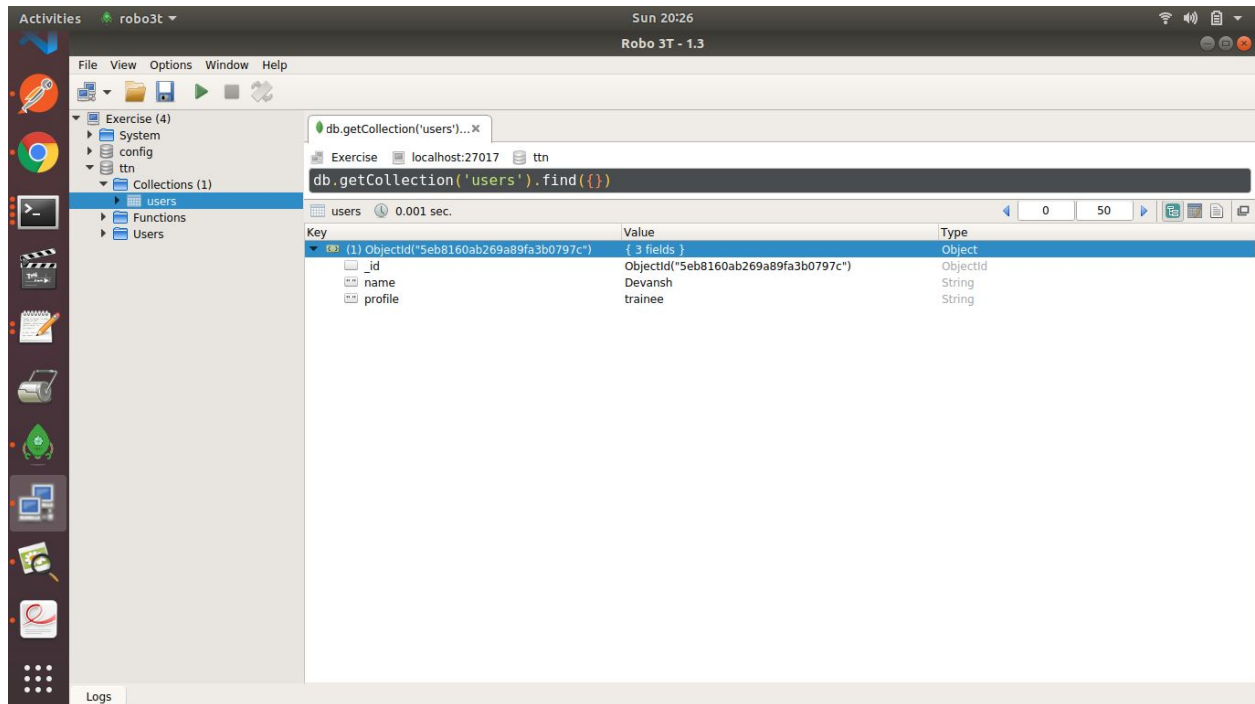 Activities robo3t Sun 20:26
Robo 3T - 1.3
File View Options Window Help
Exercise (4)
System
config
ttn
Collections (1)
users
Functions
Users
db.getCollection('users')...
Exercise localhost:27017 ttn
db.getCollection('users').find({})
users 0.001 sec. 0 50
Key Value Type
(1) ObjectId("5eb8160ab269a89fa3b0797c") { 3 fields } Object
_id ObjectId("5eb8160ab269a89fa3b0797c") ObjectId
name Devansh String
profile trainee String
Logs